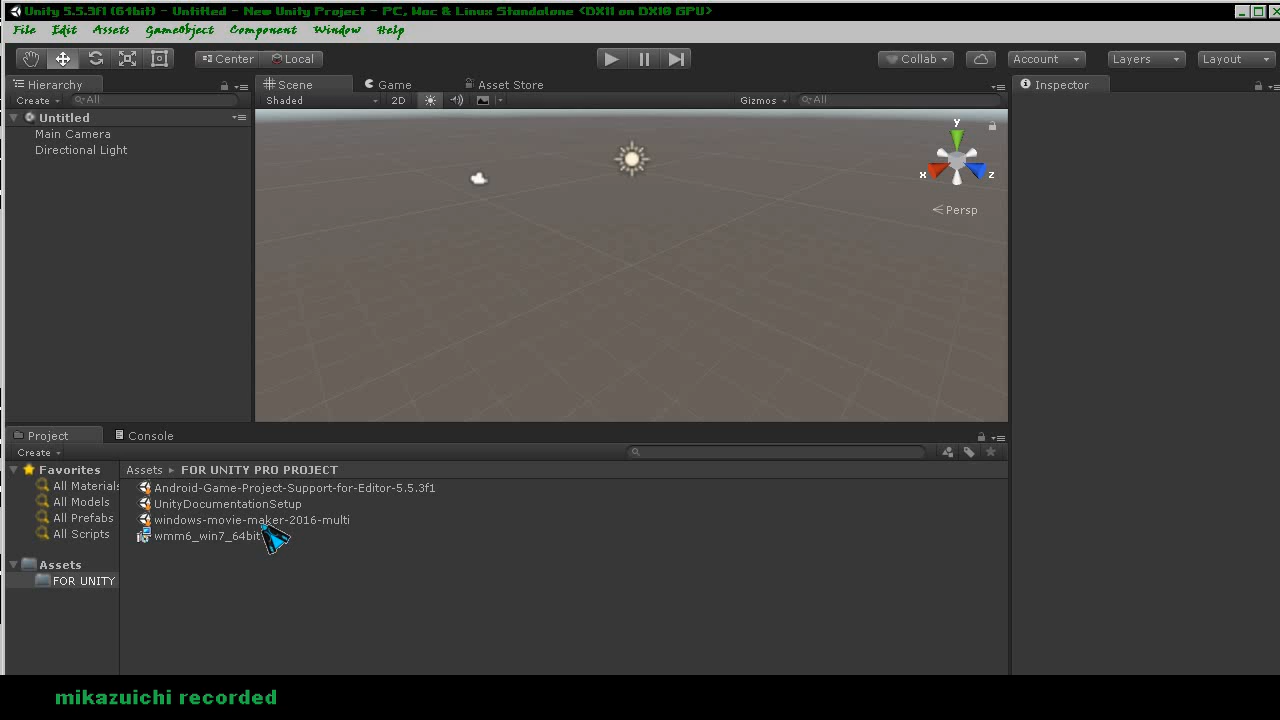 Unity 5.5.3f1 (64bit) - Untitled - New Unity Project - PC, Mac & Linux Standalone <DX11 on DX10 GPU>
File Edit Assets GameObject Component Window Help
Center Local Collab Account Layers Layout
Hierarchy Scene Game Asset Store Inspector
Create All Shaded 2D Gizmos All
Untitled
Main Camera
Directional Light
y
x z
Persp
Project Console
Create
Favorites
All Materials
All Models
All Prefabs
All Scripts
Assets
FOR UNITY
Assets FOR UNITY PRO PROJECT
Android-Game-Project-Support-for-Editor-5.5.3f1
UnityDocumentationSetup
windows-movie-maker-2016-multi
wmm6_win7_64bit
mikazuichi recorded